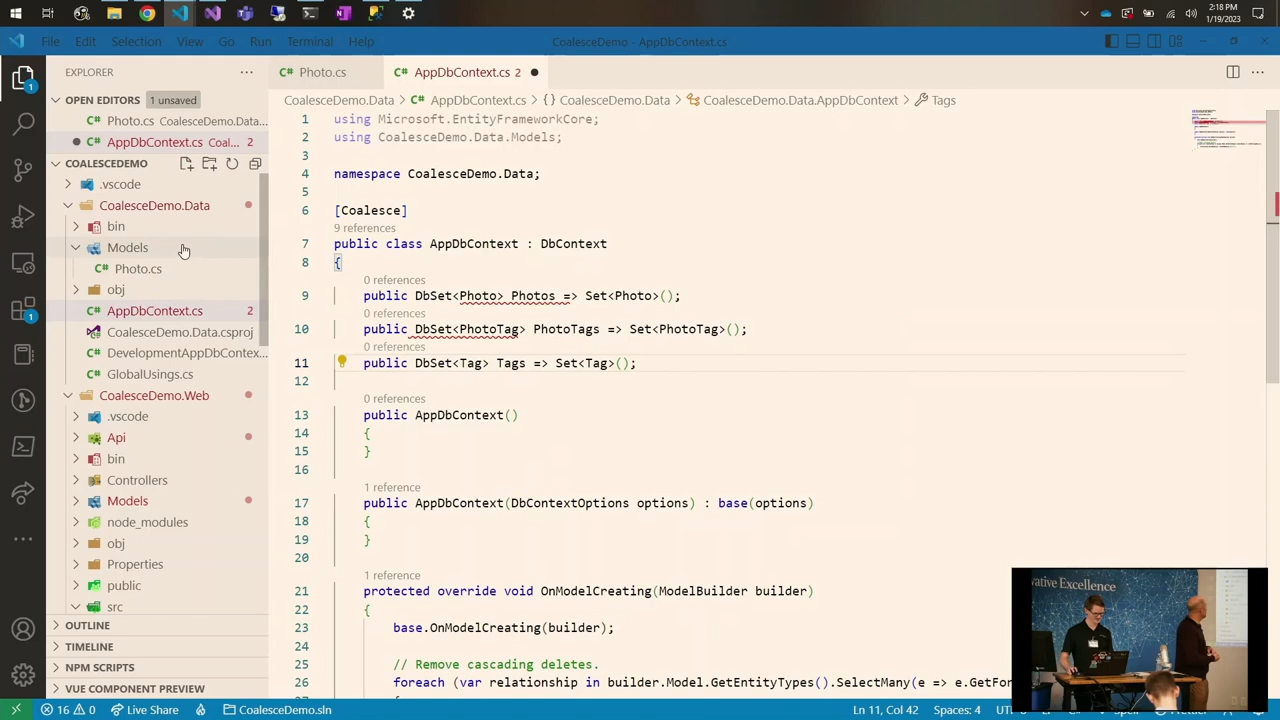 2:18 PM
1/19/2023
File Edit Selection View Go Run Terminal Help
CoalesceDemo - AppDbContext.cs
EXPLORER
Photo.cs
AppDbContext.cs 2
OPEN EDITORS 1 unsaved
CoalesceDemo.Data > AppDbContext.cs > {} CoalesceDemo.Data > CoalesceDemo.Data.AppDbContext > Tags
Photo.cs CoalesceDemo.Data...
AppDbContext.cs Coal... 2
COALESCEDEMO
.vscode
CoalesceDemo.Data
bin
Models
Photo.cs
obj
AppDbContext.cs 2
CoalesceDemo.Data.csproj
DevelopmentAppDbContex...
GlobalUsings.cs
CoalesceDemo.Web
.vscode
Api
bin
Controllers
Models
node_modules
obj
Properties
public
src
OUTLINE
TIMELINE
NPM SCRIPTS
VUE COMPONENT PREVIEW
1 using Microsoft.EntityFrameworkCore;
2 using CoalesceDemo.Data.Models;
3
4 namespace CoalesceDemo.Data;
5
6 [Coalesce]
9 references
7 public class AppDbContext : DbContext
8 {
0 references
9 public DbSet<Photo> Photos => Set<Photo>();
0 references
10 public DbSet<PhotoTag> PhotoTags => Set<PhotoTag>();
0 references
11 public DbSet<Tag> Tags => Set<Tag>();
12
0 references
13 public AppDbContext()
14 {
15 }
16
1 reference
17 public AppDbContext(DbContextOptions options) : base(options)
18 {
19 }
20
1 reference
21 protected override void OnModelCreating(ModelBuilder builder)
22 {
23 base.OnModelCreating(builder);
24
25 // Remove cascading deletes.
26 foreach (var relationship in builder.Model.GetEntityTypes().SelectMany(e => e.GetFor
vative Excellence
16 0 Live Share CoalesceDemo.sln
Ln 11, Col 42 Spaces: 4